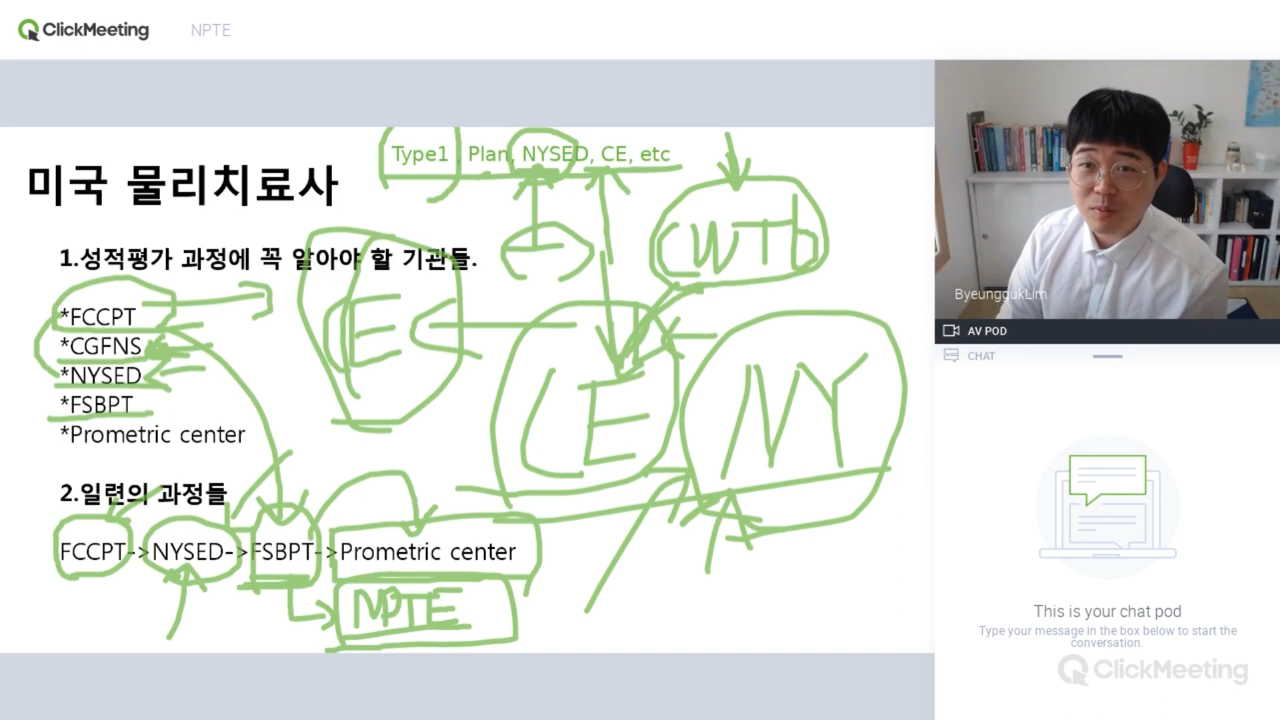 ClickMeeting
NPTE
Type1 , Plan, NYSED, CE, etc
미국 물리치료사
CWTb
1.성적평가 과정에 꼭 알아야 할 기관들.
*FCCPT
*CGFNS
*NYSED
*FSBPT
*Prometric center
E
CE
NY
2.일련의 과정들
FCCPT->NYSED->FSBPT->Prometric center
NPTE
ByeunggukLim
AV POD
CHAT
This is your chat pod
Type your message in the box below to start the
conversation.
ClickMeeting